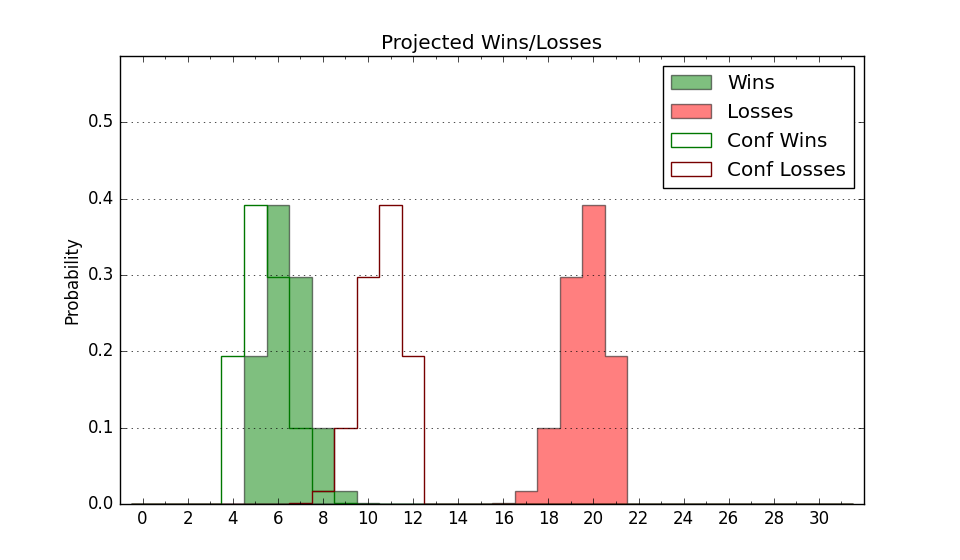 Projected Wins/Losses
Wins
Losses
Conf Wins
Conf Losses
Probability
0.5
0.4
0.3
0.2
0.1
0.0
0 2 4 6 8 10 12 14 16 18 20 22 24 26 28 30